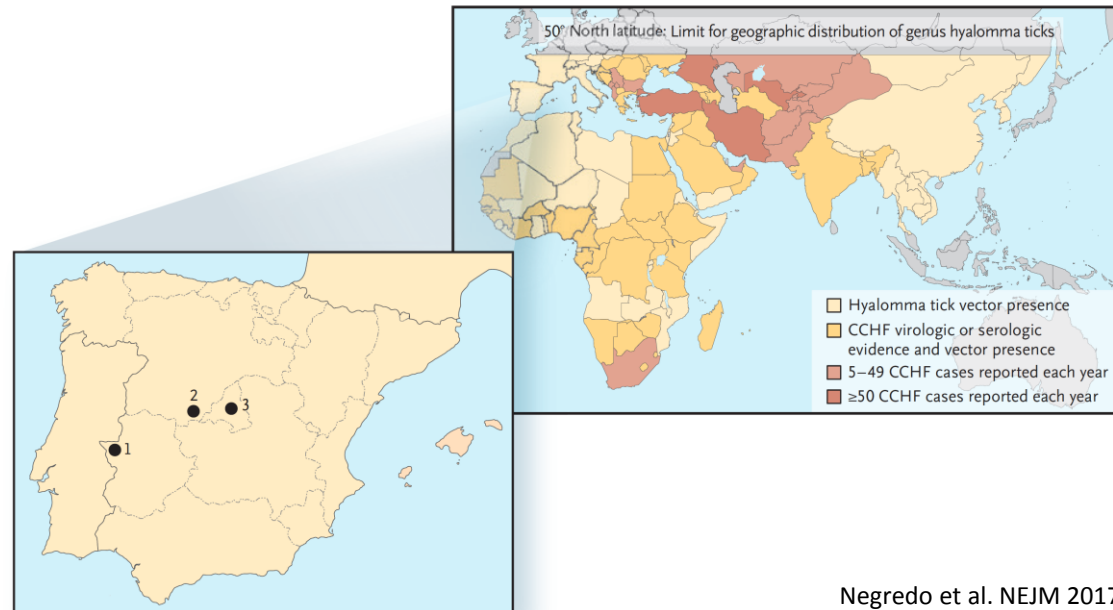 50° North latitude: Limit for geographic distribution of genus hyalomma ticks
Hyalomma tick vector presence
CCHF virologic or serologic
evidence and vector presence
5–49 CCHF cases reported each year
≥50 CCHF cases reported each year
2
3
1
Negredo et al. NEJM 2017